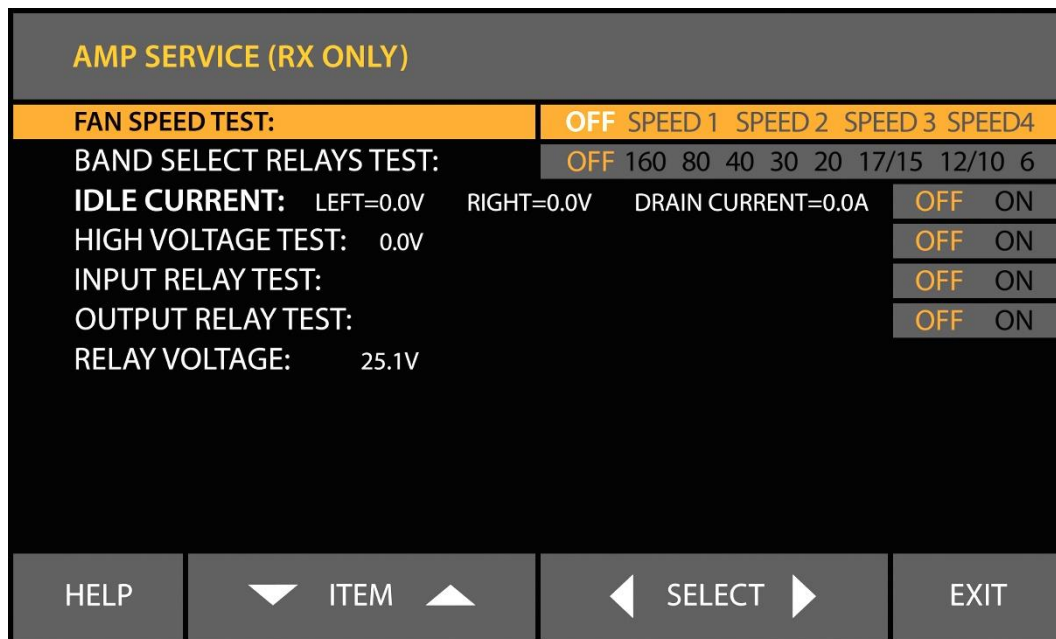 AMP SERVICE (RX ONLY)
FAN SPEED TEST: OFF SPEED 1 SPEED 2 SPEED 3 SPEED4
BAND SELECT RELAYS TEST: OFF 160 80 40 30 20 17/15 12/10 6
IDLE CURRENT: LEFT=0.0V RIGHT=0.0V DRAIN CURRENT=0.0A OFF ON
HIGH VOLTAGE TEST: 0.0V OFF ON
INPUT RELAY TEST: OFF ON
OUTPUT RELAY TEST: OFF ON
RELAY VOLTAGE: 25.1V
HELP ITEM SELECT EXIT